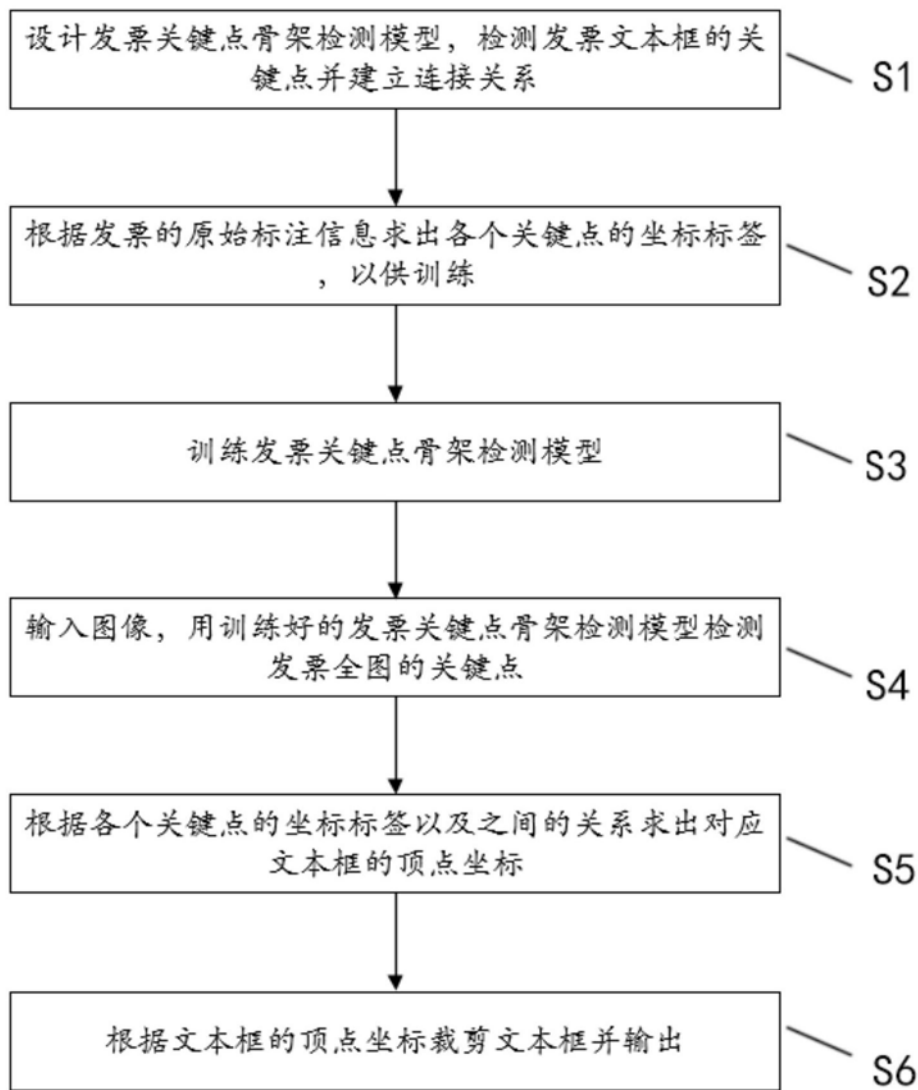 设计发票关键点骨架检测模型，检测发票文本框的关
键点并建立连接关系
S1
根据发票的原始标注信息求出各个关键点的坐标标签
，以供训练
S2
训练发票关键点骨架检测模型
S3
输入图像，用训练好的发票关键点骨架检测模型检测
发票全图的关键点
S4
根据各个关键点的坐标标签以及之间的关系求出对应
文本框的顶点坐标
S5
根据文本框的顶点坐标裁剪文本框并输出
S6